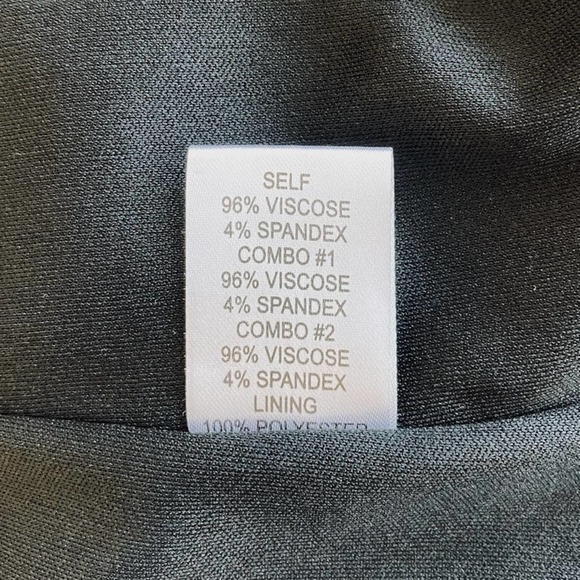 SELF
96% VISCOSE
4% SPANDEX
COMBO #1
96% VISCOSE
4% SPANDEX
COMBO #2
96% VISCOSE
4% SPANDEX
LINING
100% POLYESTER